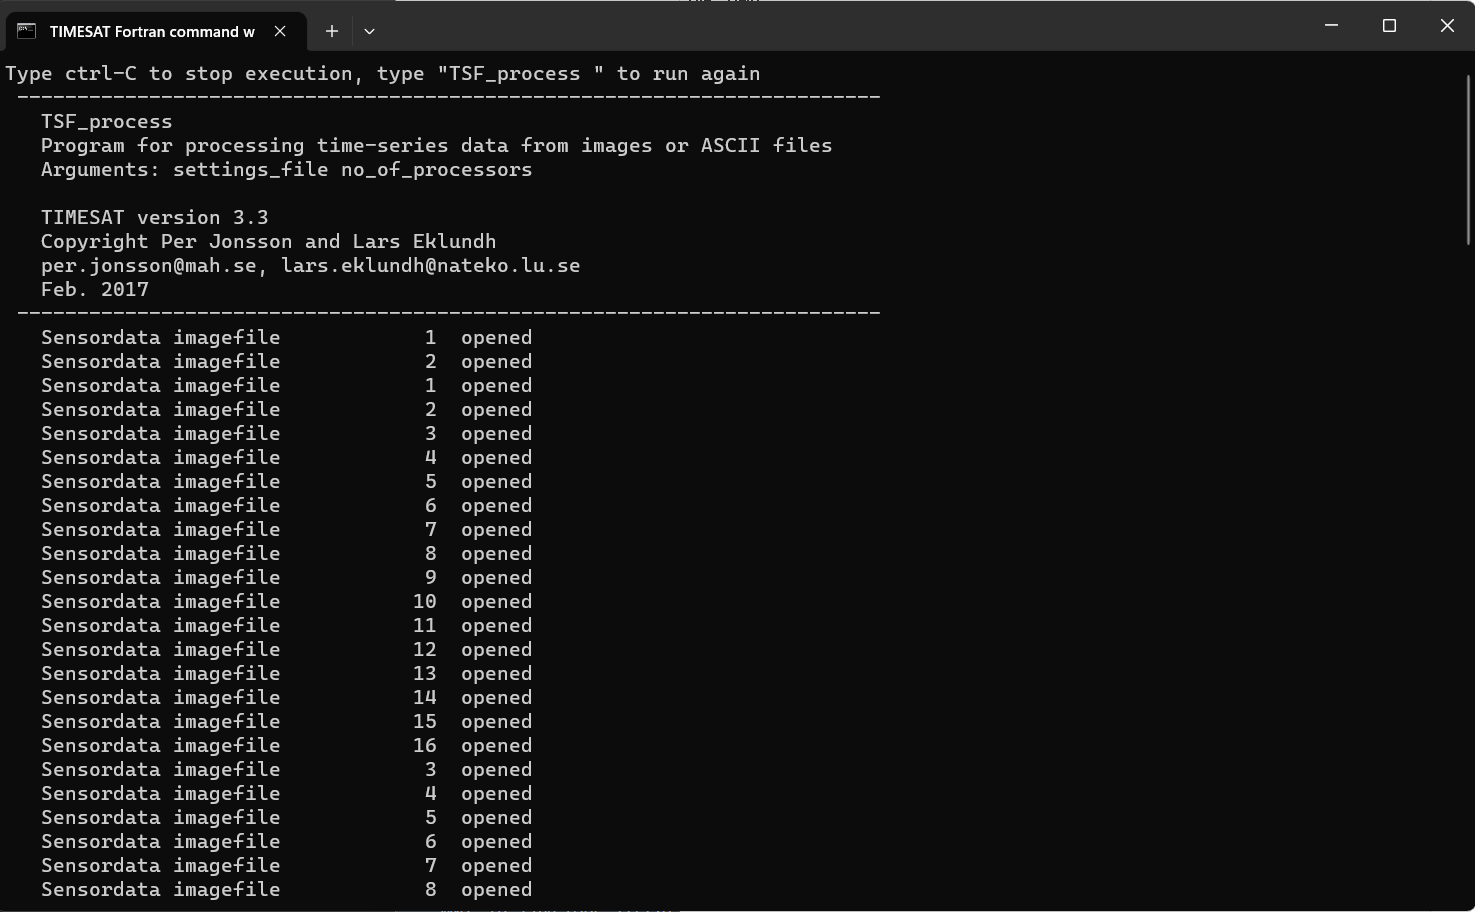 TIMESAT Fortran command w
Type ctrl-C to stop execution, type "TSF_process " to run again
------------------------------------------------------------------------
TSF_process
Program for processing time-series data from images or ASCII files
Arguments: settings_file no_of_processors
TIMESAT version 3.3
Copyright Per Jonsson and Lars Eklundh
per.jonsson@mah.se, lars.eklundh@nateko.lu.se
Feb. 2017
------------------------------------------------------------------------
Sensordata imagefile 1 opened
Sensordata imagefile 2 opened
Sensordata imagefile 1 opened
Sensordata imagefile 2 opened
Sensordata imagefile 3 opened
Sensordata imagefile 4 opened
Sensordata imagefile 5 opened
Sensordata imagefile 6 opened
Sensordata imagefile 7 opened
Sensordata imagefile 8 opened
Sensordata imagefile 9 opened
Sensordata imagefile 10 opened
Sensordata imagefile 11 opened
Sensordata imagefile 12 opened
Sensordata imagefile 13 opened
Sensordata imagefile 14 opened
Sensordata imagefile 15 opened
Sensordata imagefile 16 opened
Sensordata imagefile 3 opened
Sensordata imagefile 4 opened
Sensordata imagefile 5 opened
Sensordata imagefile 6 opened
Sensordata imagefile 7 opened
Sensordata imagefile 8 opened